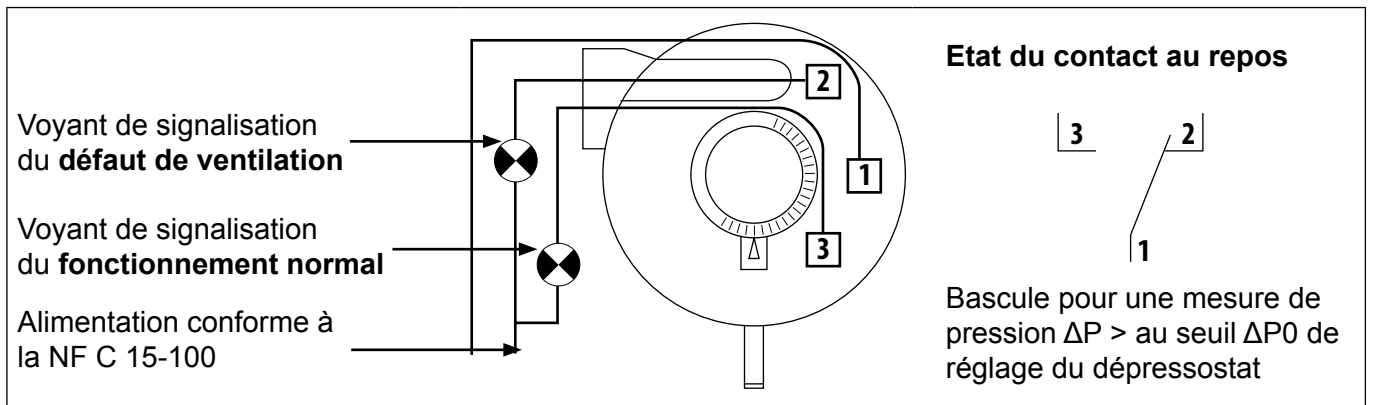 Voyant de signalisation
du défaut de ventilation
Voyant de signalisation
du fonctionnement normal
Alimentation conforme à
la NF C 15-100
2
1
3
Etat du contact au repos
3 2
1
Bascule pour une mesure de
pression ΔP > au seuil ΔP0 de
réglage du dépressostat